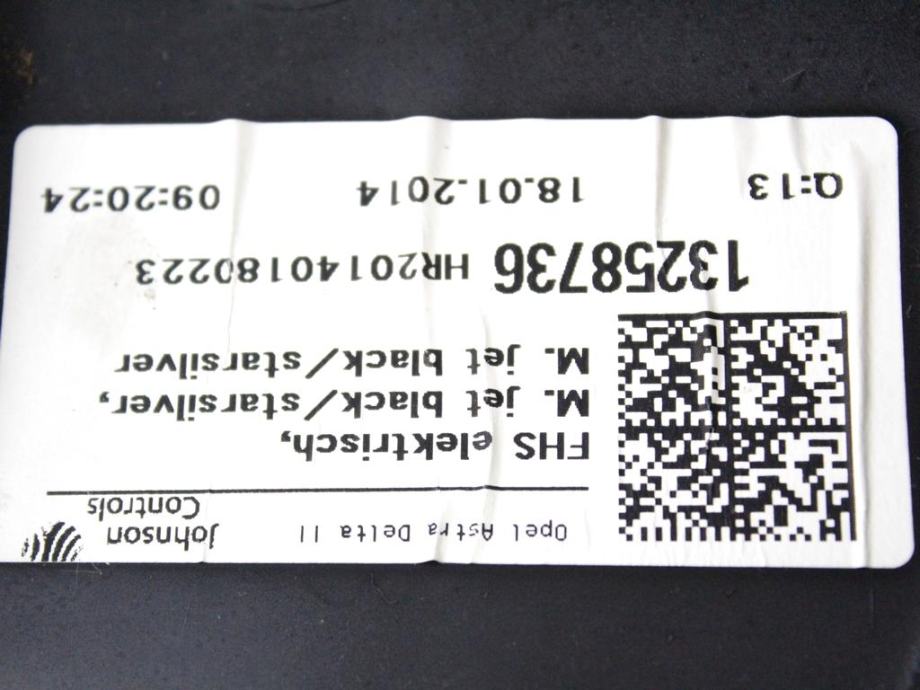 Opel Astra Delta II
Johnson
Controls
FHS elektrisch,
M. jet black/starsilver,
M. jet black/starsilver
13258736 HR20140180223
Q:13 18.01.2014 09:20:24